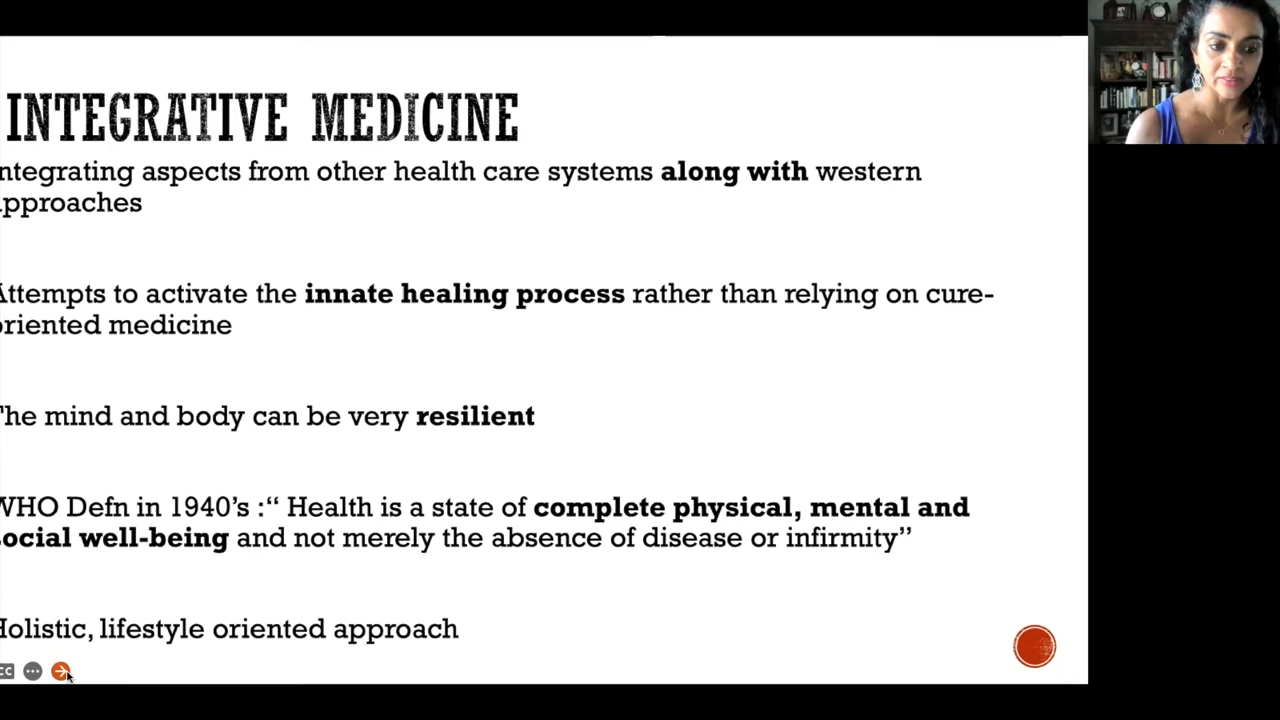 INTEGRATIVE MEDICINE
ntegrating aspects from other health care systems along with western
pproaches
Attempts to activate the innate healing process rather than relying on cure-
oriented medicine
The mind and body can be very resilient
WHO Defn in 1940's :“ Health is a state of complete physical, mental and
social well-being and not merely the absence of disease or infirmity”
Holistic, lifestyle oriented approach
CC